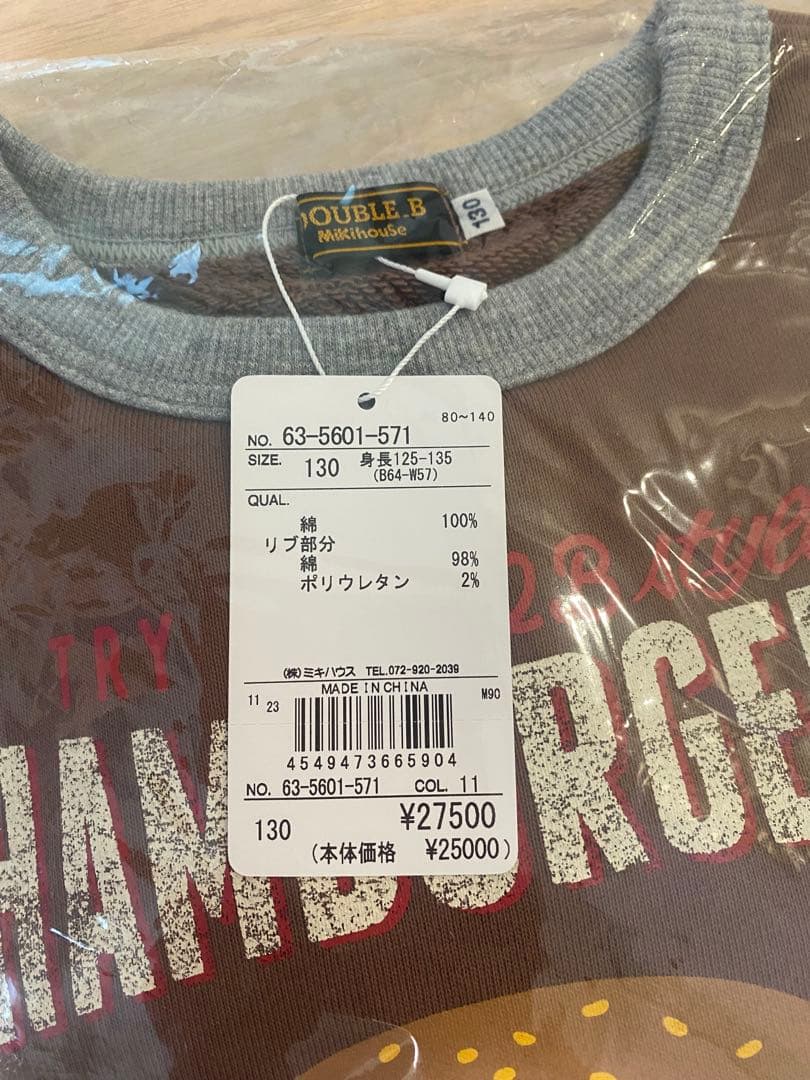 DOUBLE_B
MiKihouSe
130
80~140
NO. 63-5601-571
SIZE. 130 身長125-135
(B64-W57)
QUAL.
綿 100%
リブ部分
綿 98%
ポリウレタン 2%
(株)ミキハウス TEL.072-920-2039
MADE IN CHINA
11 23 M90
4549473665904
NO. 63-5601-571 COL. 11
130 ¥27500
(本体価格 ¥25000)
TRY
style
HAMBURGE